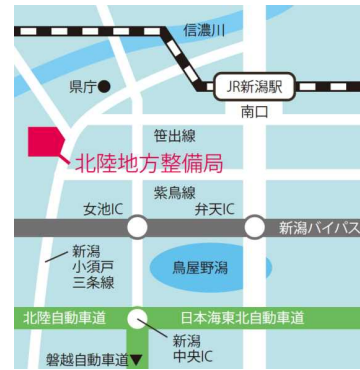 信濃川
県庁
JR新潟駅
南口
笹出線
北陸地方整備局
紫鳥線
女池IC
弁天IC
新潟バイパス
新潟
小須戸
三条線
鳥屋野潟
北陸自動車道
日本海東北自動車道
新潟
中央IC
磐越自動車道▼